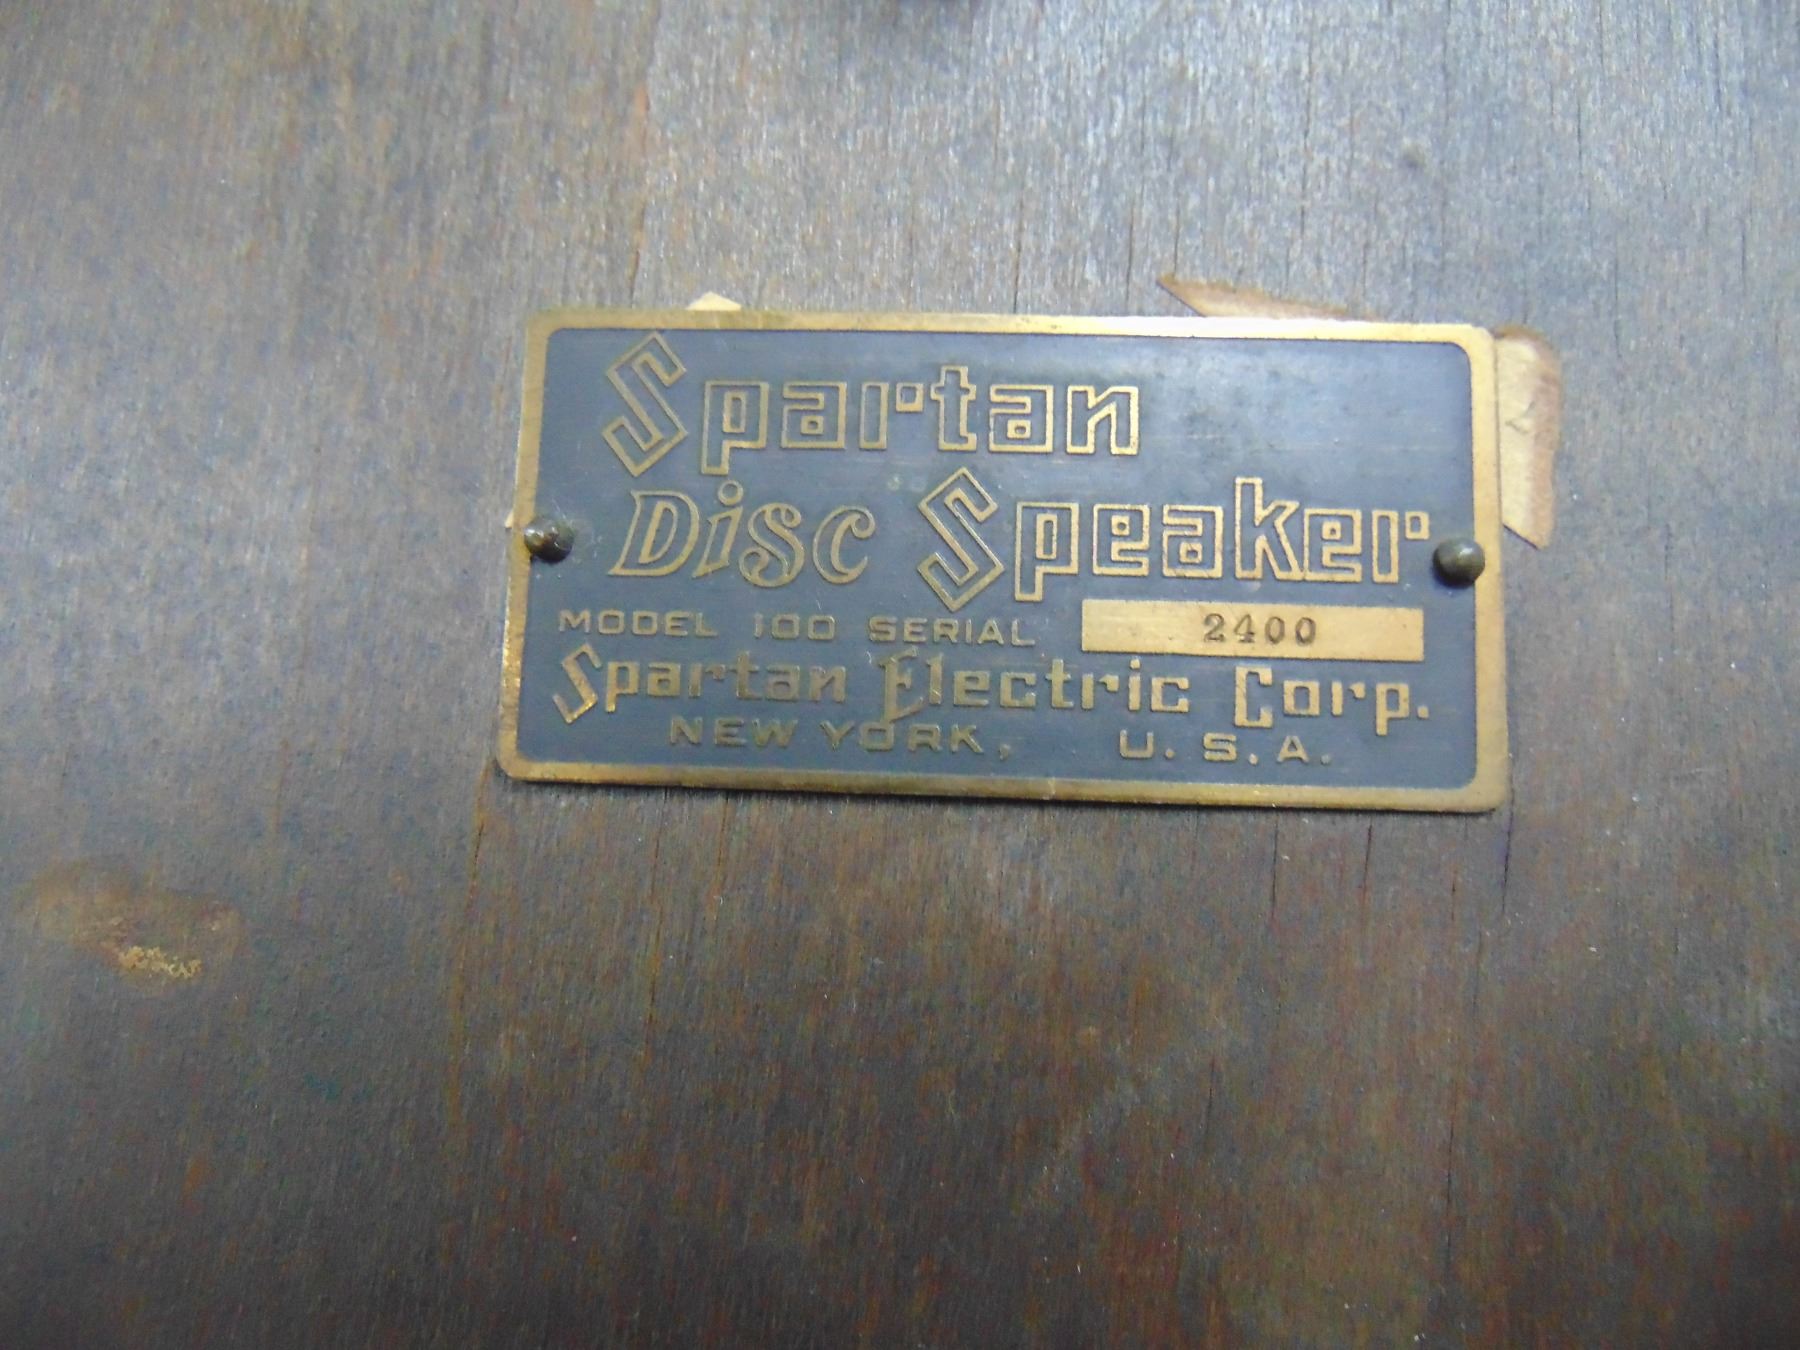 Spartan
Disc Speaker
MODEL 100 SERIAL 2400
Spartan Electric Corp.
NEW YORK, U.S.A.